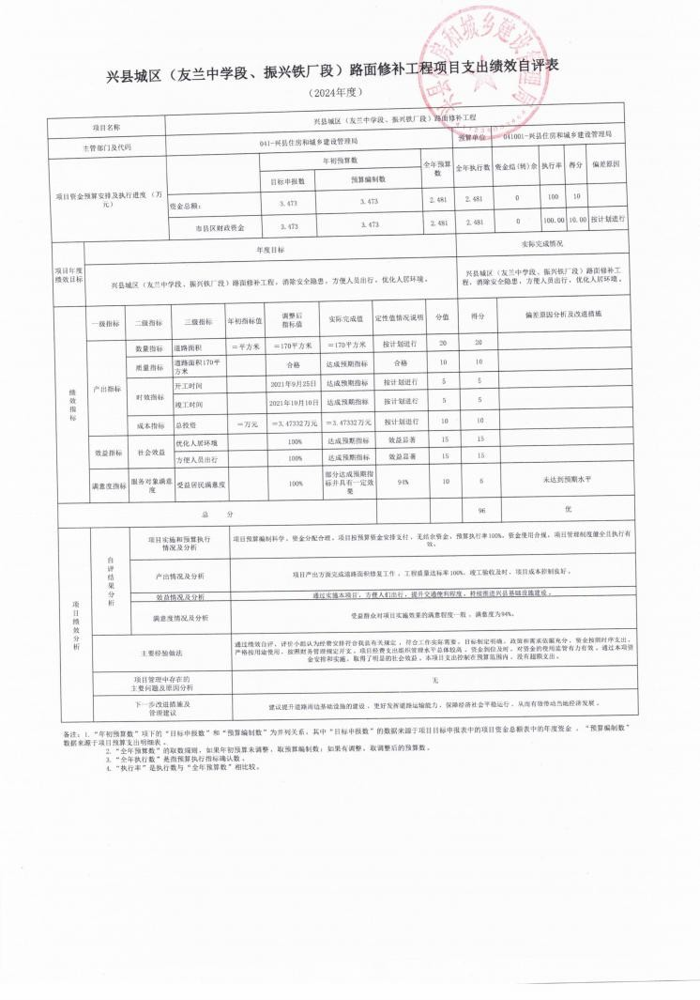 兴县城区（友兰中学段、振兴铁厂段）路面修补工程项目支出绩效自评表
（2024年度）
项目名称 兴县城区（友兰中学段、振兴铁厂段）路面修补工程
主管部门及代码 041-兴县住房和城乡建设管理局 预算单位 041001-兴县住房和城乡建设管理局
项目资金预算安排及执行进度（万元） 年初预算数 全年预算数 全年执行数 资金结(转)余 执行率 得分 偏差原因
目标申报数 预算编制数
资金总额： 3.473 3.473 2.481 2.481 0 100 10
市县区财政资金 3.473 3.473 2.481 2.481 0 100.00 10.00 按计划进行
项目年度绩效目标 年度目标 实际完成情况
兴县城区（友兰中学段、振兴铁厂段）路面修补工程，消除安全隐患，方便人员出行，优化人居环境。 兴县城区（友兰中学段、振兴铁厂段）路面修补工程，消除安全隐患，方便人员出行，优化人居环境。
绩效指标 一级指标 二级指标 三级指标 年初指标值 调整后指标值 实际完成值 定性值情况说明 分值 得分 偏差原因分析及改进措施
产出指标 数量指标 道路面积 ＝平方米 ＝170平方米 ＝170平方米 按计划进行 20 20
质量指标 道路面积170平方米 合格 达成预期指标 合格 10 10
时效指标 开工时间 2021年9月25日 达成预期指标 按计划进行 5 5
竣工时间 2021年10月10日 达成预期指标 按计划进行 5 5
成本指标 总投资 ＝万元 ＝3.47332万元 ＝3.47332万元 按计划进行 10 10
效益指标 社会效益 优化人居环境 100% 达成预期指标 效益显著 15 15
方便人员出行 100% 达成预期指标 效益显著 15 15
满意度指标 服务对象满意度 受益居民满意度 100% 部分达成预期指标并具有一定效果 94% 10 6 未达到预期水平
总 分 96 优
项目绩效分析 自评结果分析 项目实施和预算执行情况及分析 项目预算编制科学，资金分配合理，项目按预算资金安排支付，无结余资金，预算执行率100%，资金使用合规，项目管理制度健全且执行有效。
产出情况及分析 项目产出方面完成道路面积修复工作，工程质量达标率100%，竣工验收及时，项目成本控制良好。
效益情况及分析 通过实施本项目，方便人们出行，提升交通便利程度，持续推进兴县基础设施建设。
满意度情况及分析 受益群众对项目实施效果的满意程度一般，满意度为94%。
主要经验做法 通过绩效自评，评价小组认为经费安排符合我县有关规定，符合工作实际需要。目标制定明确，政策和需求依据充分，资金按照时序支出，
严格按用途使用，按照财务管理规定开支。项目经费支出组织管理水平总体较高，资金到位及时，对资金的使用监管有力有效。通过本项资
金安排和实施，取得了明显的社会效益。本项目支出控制在预算范围内，没有超额支出。
项目管理中存在的主要问题及原因分析 无
下一步改进措施及管理建议 建议提升道路周边基础设施的建设，更好发挥道路运输能力，保障经济社会平稳运行，从而有效带动当地经济发展。
备注：1.“年初预算数”项下的“目标申报数”和“预算编制数”为并列关系，其中“目标申报数”的数据来源于项目目标申报表中的项目资金总额表中的年度资金，“预算编制数”
数据来源于项目预算支出明细表。
2.“全年预算数”的取数规则，如果年初预算未调整，取预算编制数；如果有调整，取调整后的预算数。
3.“全年执行数”是指预算执行指标确认数。
4.“执行率”是执行数与“全年预算数”相比较。
兴县住房和城乡建设管理局